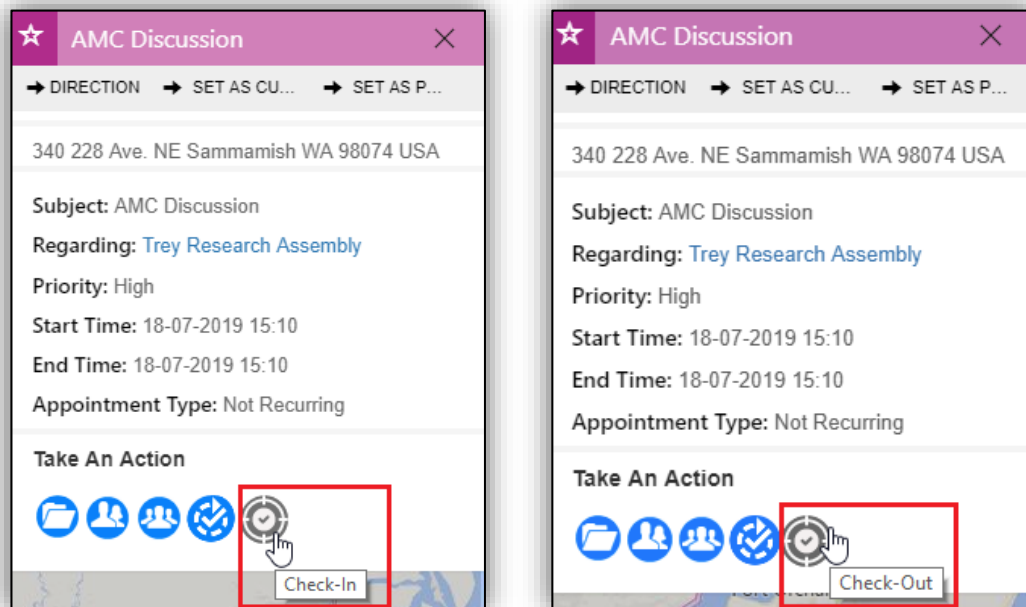 AMC Discussion
DIRECTION SET AS CU... SET AS P...
340 228 Ave. NE Sammamish WA 98074 USA
Subject: AMC Discussion
Regarding: Trey Research Assembly
Priority: High
Start Time: 18-07-2019 15:10
End Time: 18-07-2019 15:10
Appointment Type: Not Recurring
Take An Action
Check-In
AMC Discussion
DIRECTION SET AS CU... SET AS P...
340 228 Ave. NE Sammamish WA 98074 USA
Subject: AMC Discussion
Regarding: Trey Research Assembly
Priority: High
Start Time: 18-07-2019 15:10
End Time: 18-07-2019 15:10
Appointment Type: Not Recurring
Take An Action
Check-Out